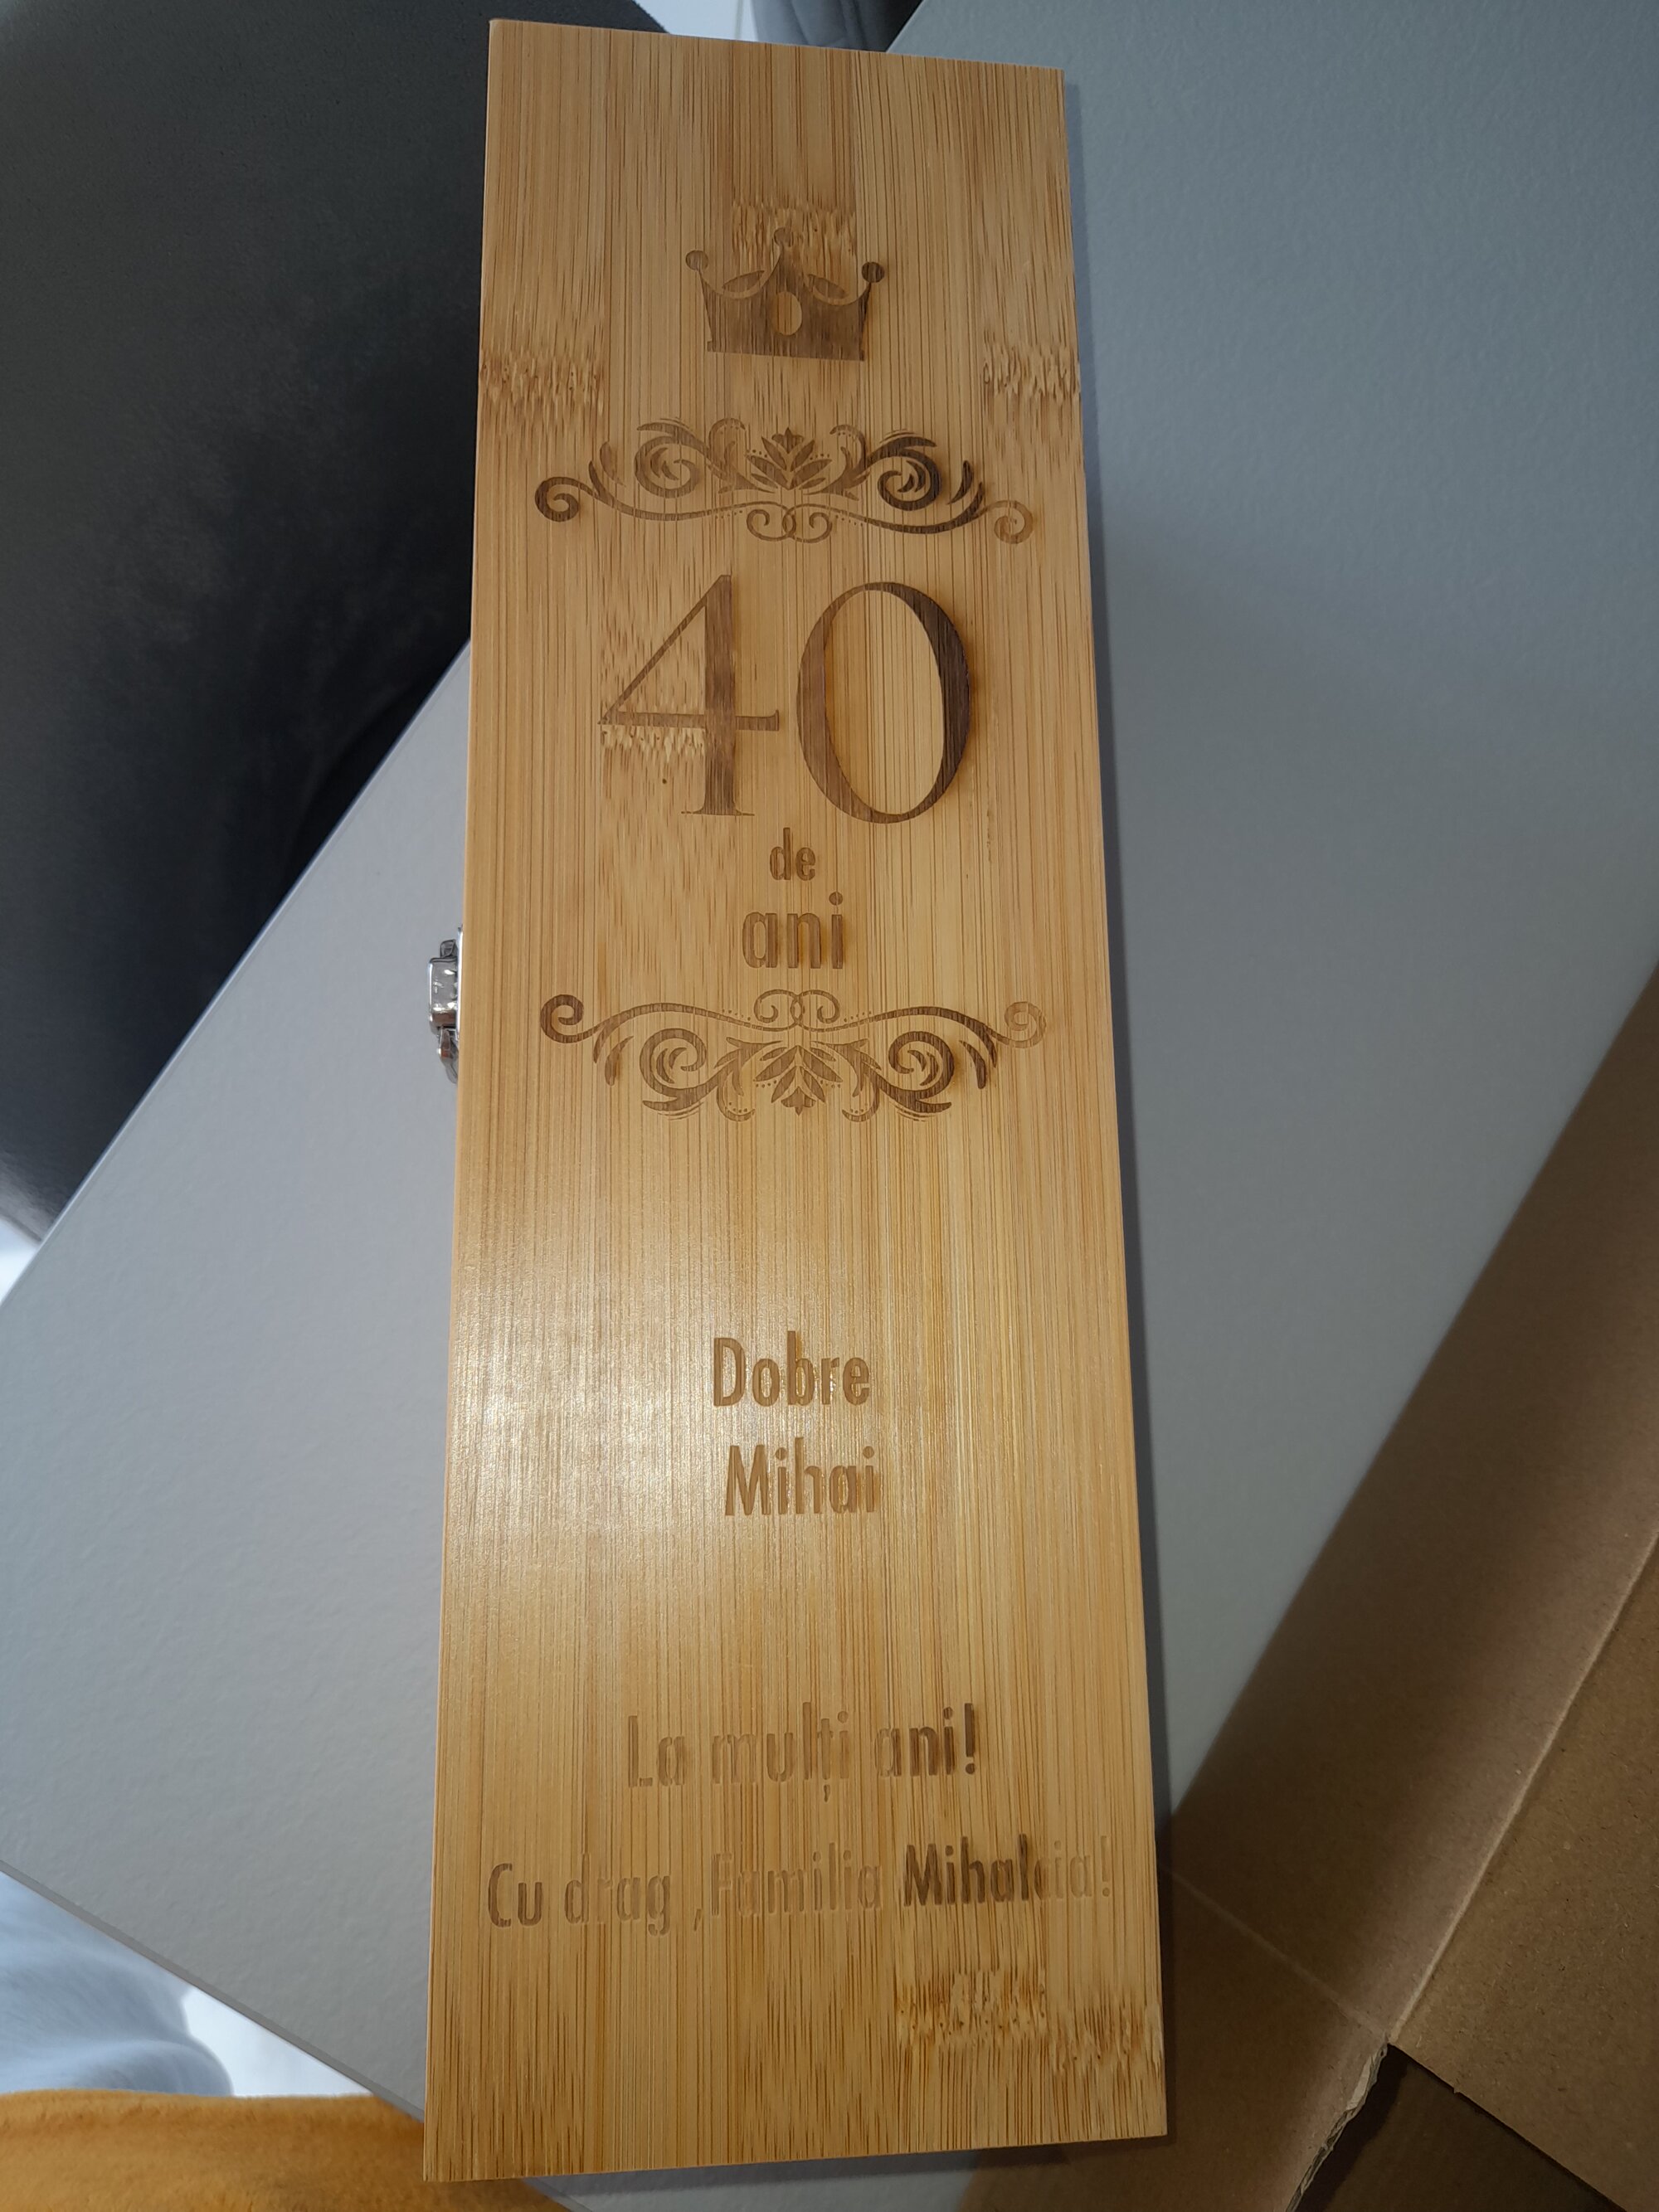 40
de
ani
Dobre
Mihai
La mulți ani!
Cu drag ,Familia Mihalcia!